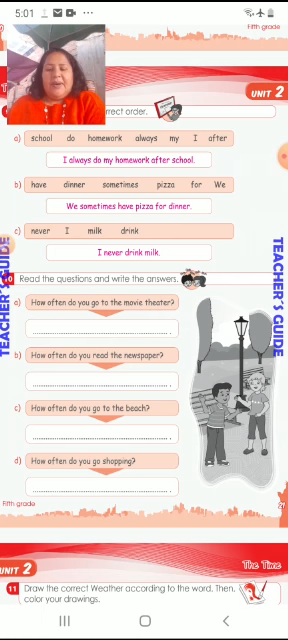 5:01
Fifth grade
UNIT 2
rrect order.
a) school do homework always my I after
I always do my homework after school.
b) have dinner sometimes pizza for We
We sometimes have pizza for dinner.
c) never I milk drink
I never drink milk.
TEACHER'S GUIDE
TEACHER'S GUIDE
10 Read the questions and write the answers.
a) How often do you go to the movie theater?
b) How often do you read the newspaper?
c) How often do you go to the beach?
d) How often do you go shopping?
Fifth grade
UNIT 2
The Time
11 Draw the correct Weather according to the word. Then,
color your drawings.